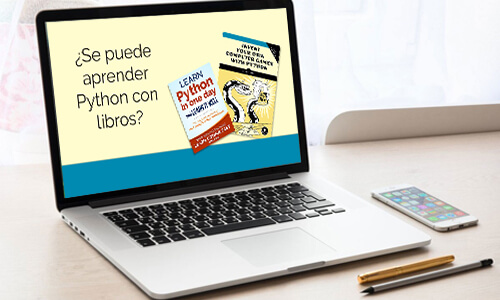 ¿Se puede
aprender
Python con
libros?
LEARN
Python
in one day
INVENT
YOUR OWN
COMPUTER GAMES
WITH PYTHON